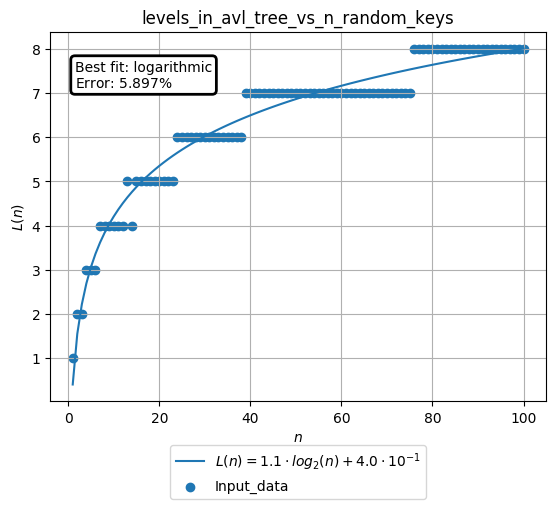 levels_in_avl_tree_vs_n_random_keys
Best fit: logarithmic
Error: 5.897%
8
7
6
5
4
3
2
1
L(n)
0 20 40 60 80 100
n
L(n) = 1.1 · log₂(n) + 4.0 · 10⁻¹
Input_data